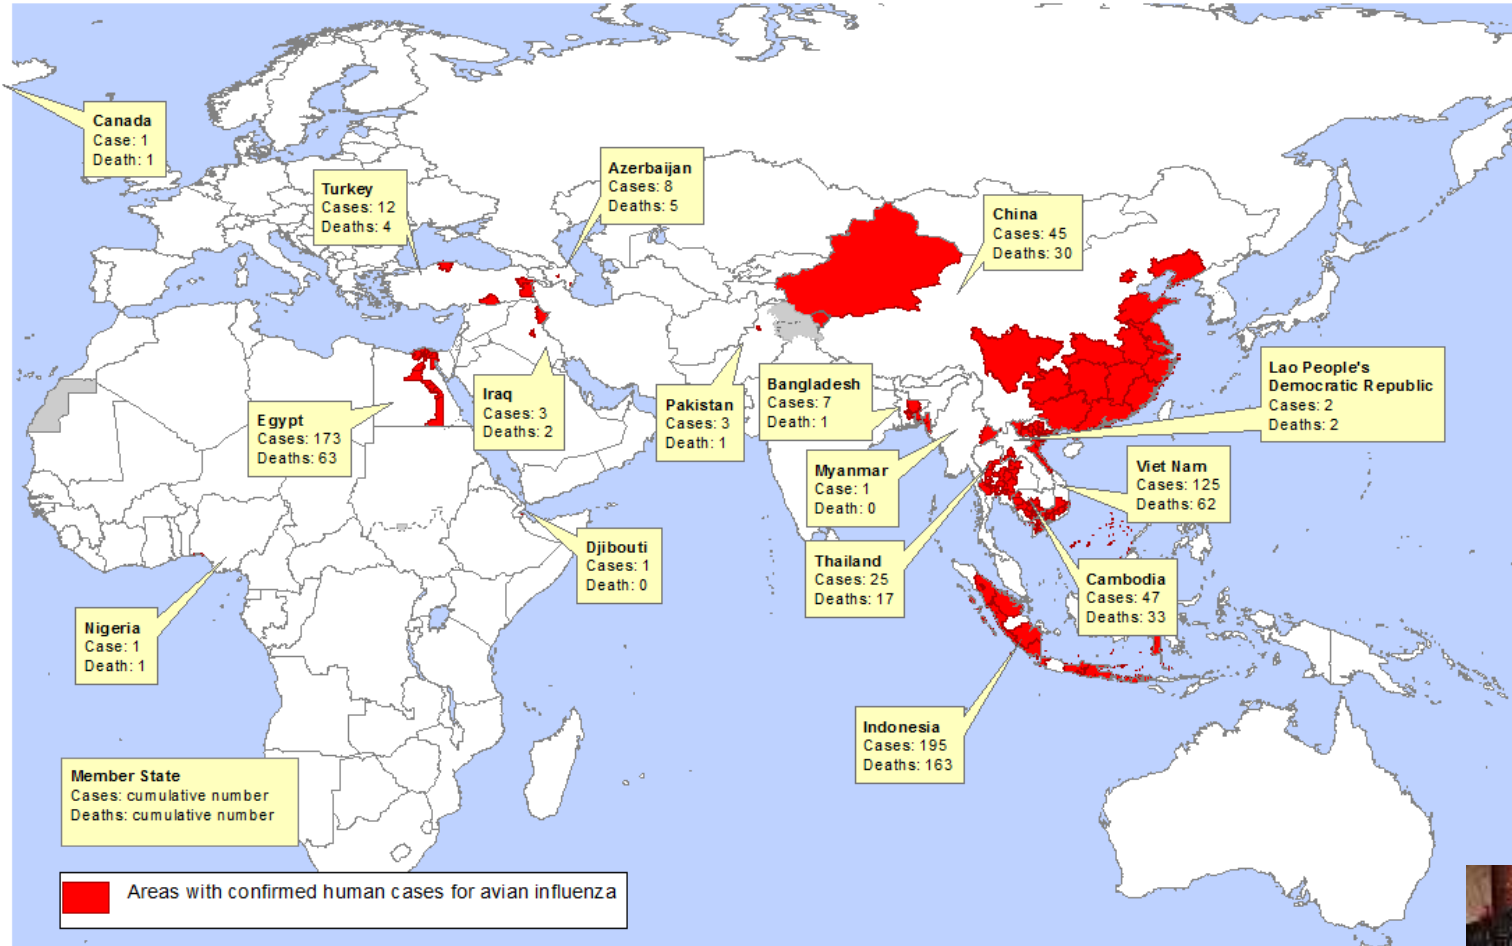 Canada
Case: 1
Death: 1
Turkey
Cases: 12
Deaths: 4
Azerbaijan
Cases: 8
Deaths: 5
China
Cases: 45
Deaths: 30
Egypt
Cases: 173
Deaths: 63
Iraq
Cases: 3
Deaths: 2
Pakistan
Cases: 3
Death: 1
Bangladesh
Cases: 7
Death: 1
Lao People's
Democratic Republic
Cases: 2
Deaths: 2
Myanmar
Case: 1
Death: 0
Viet Nam
Cases: 125
Deaths: 62
Djibouti
Cases: 1
Death: 0
Thailand
Cases: 25
Deaths: 17
Cambodia
Cases: 47
Deaths: 33
Nigeria
Case: 1
Death: 1
Indonesia
Cases: 195
Deaths: 163
Member State
Cases: cumulative number
Deaths: cumulative number
Areas with confirmed human cases for avian influenza